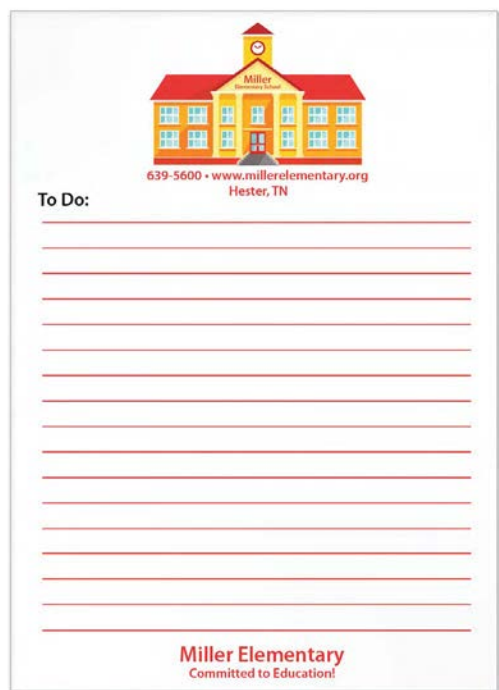 Miller
Elementary School
639-5600 • www.millerelementary.org
Hester, TN
To Do:
Miller Elementary
Committed to Education!